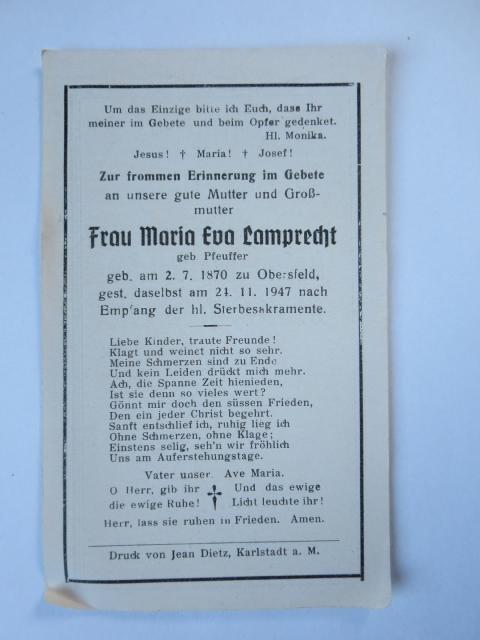 Um das Einzige bitte ich Euch, dass Ihr
meiner im Gebete und beim Opfer gedenket.
Hl. Monika.
Jesus! † Maria! † Josef!
Zur frommen Erinnerung im Gebete
an unsere gute Mutter und Groß-
mutter
Frau Maria Eva Lamprecht
geb Pfeuffer
geb. am 2. 7. 1870 zu Obersfeld,
gest. daselbst am 24. 11. 1947 nach
Empfang der hl. Sterbesakramente.
Liebe Kinder, traute Freunde!
Klagt und weinet nicht so sehr.
Meine Schmerzen sind zu Ende
Und kein Leiden drückt mich mehr.
Ach, die Spanne Zeit hienieden,
Ist sie denn so vieles wert?
Gönnt mir doch den süssen Frieden,
Den ein jeder Christ begehrt.
Sanft entschlief ich, ruhig lieg ich
Ohne Schmerzen, ohne Klage;
Einstens selig, seh'n wir fröhlich
Uns am Auferstehungstage.
Vater unser. Ave Maria.
O Herr, gib ihr † Und das ewige
die ewige Ruhe! Licht leuchte ihr!
Herr, lass sie ruhen in Frieden. Amen.
Druck von Jean Dietz, Karlstadt a. M.